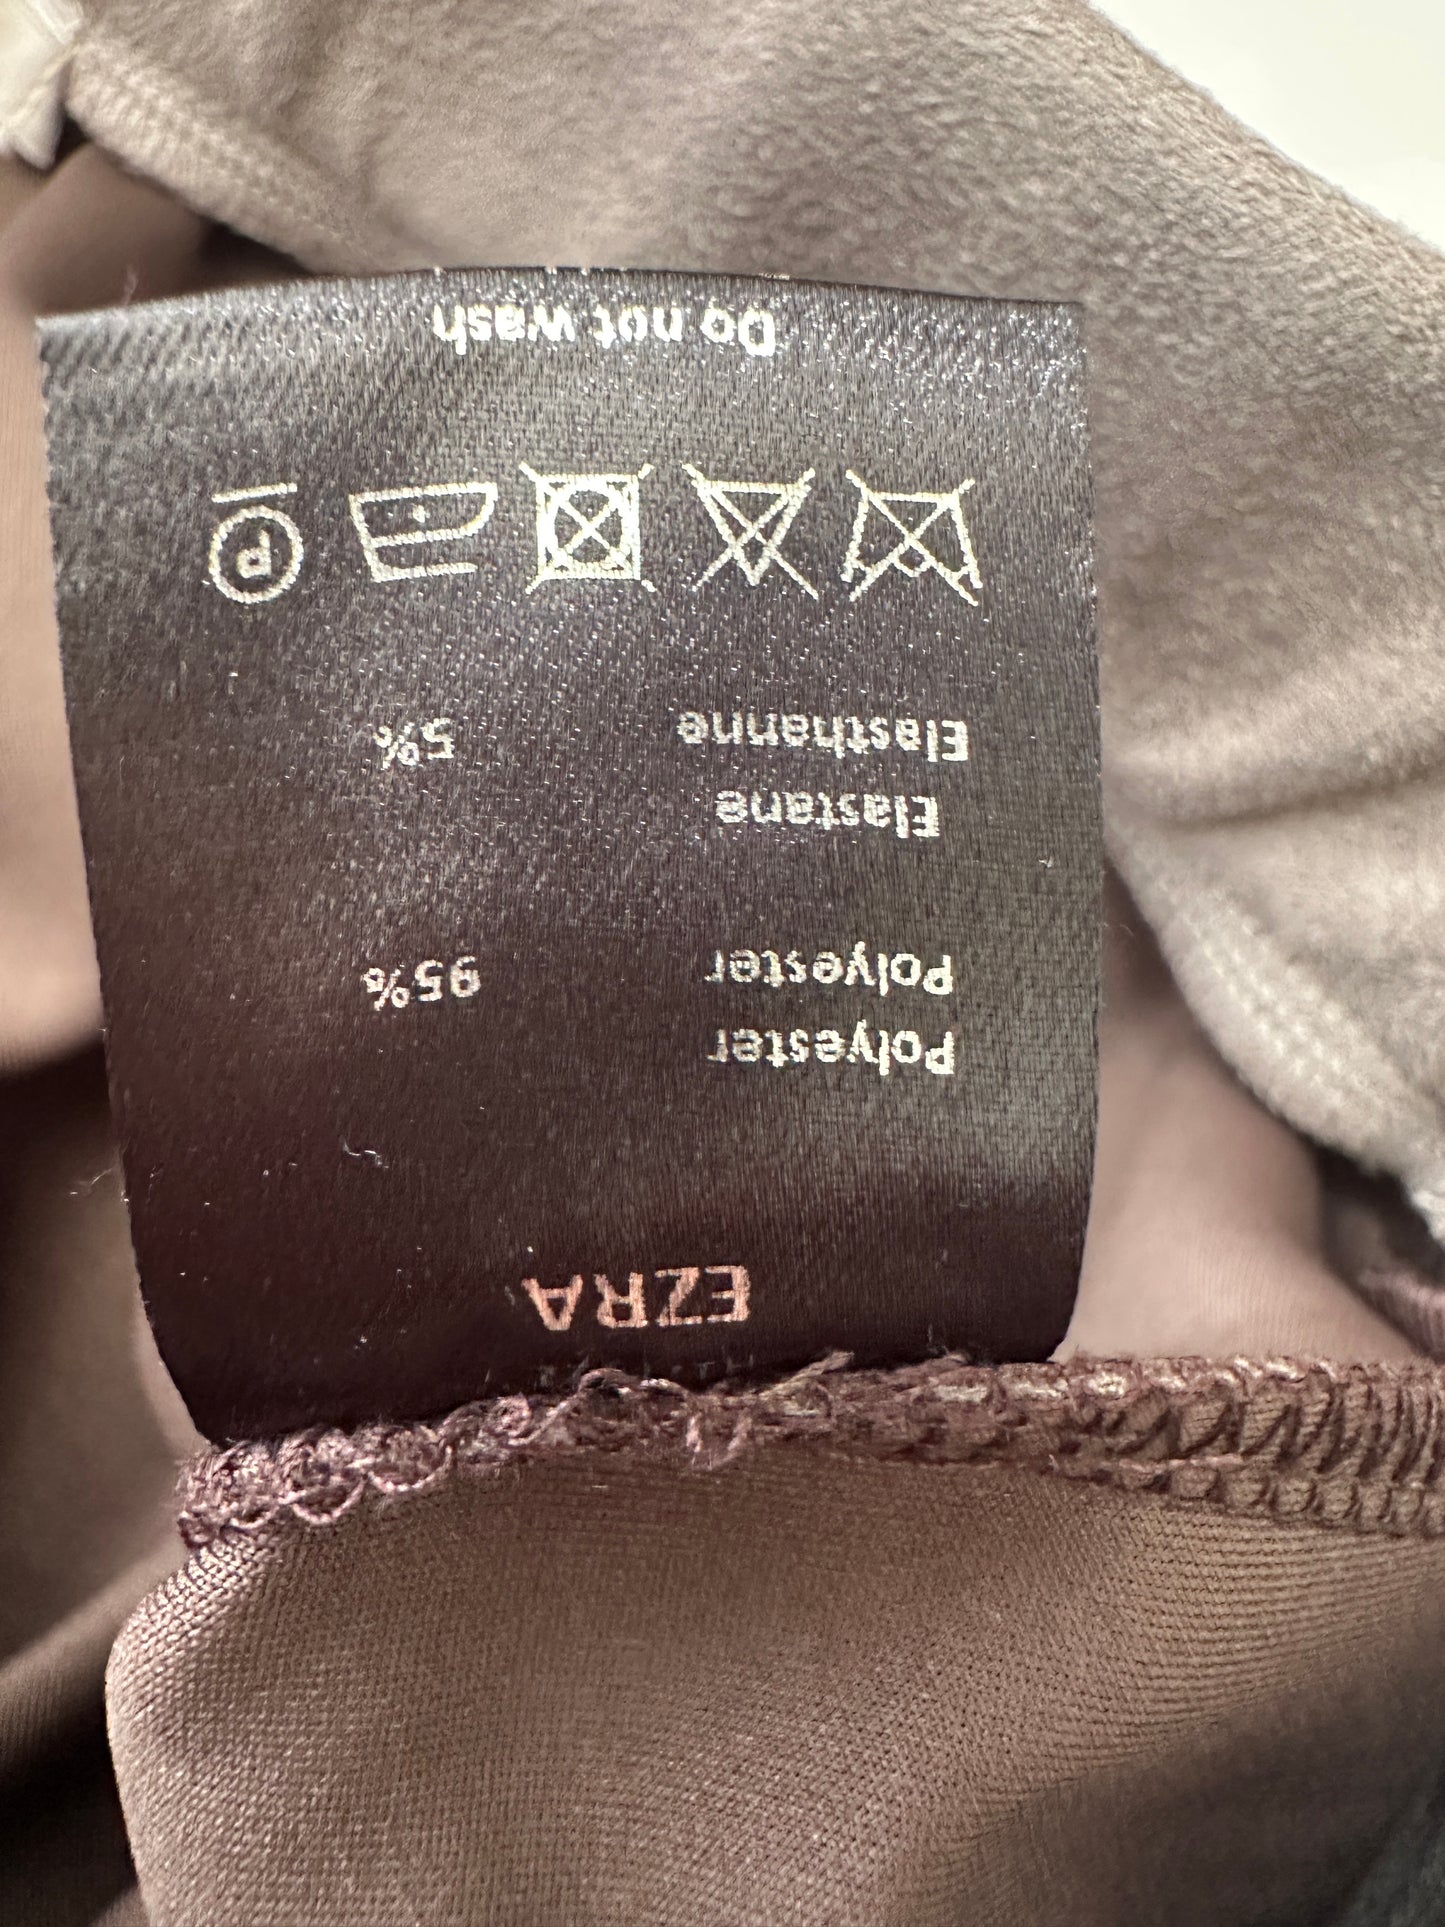 EZRA
Polyester
Polyester 95%
Elastane
Elasthanne 5%
P
Do not wash